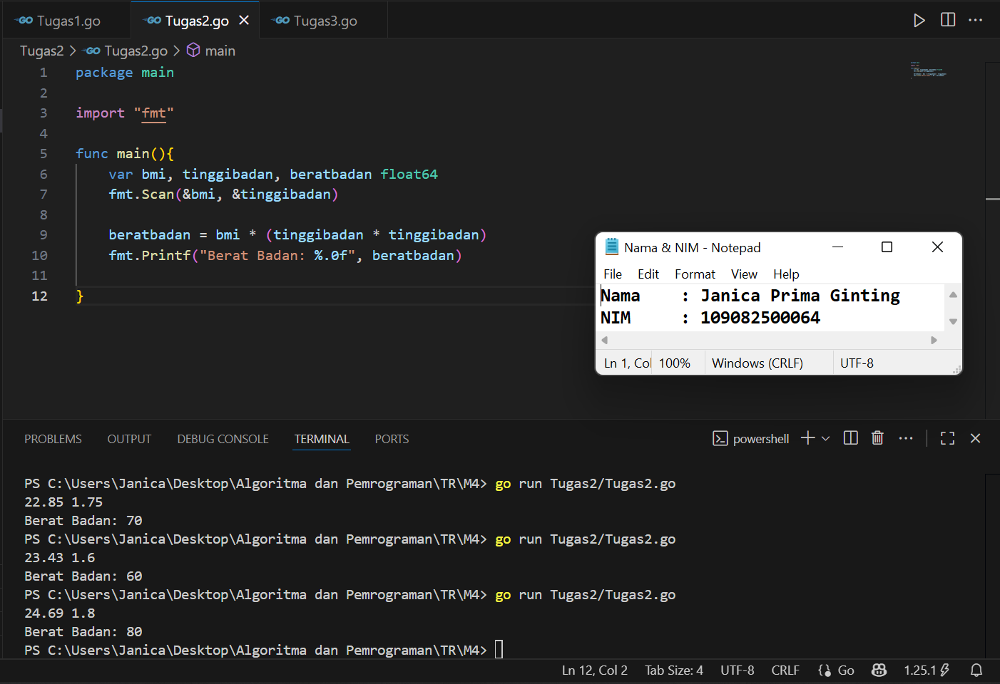 Tugas1.go Tugas2.go Tugas3.go
Tugas2 > Tugas2.go > main
1 package main
2
3 import "fmt"
4
5 func main(){
6 var bmi, tinggibadan, beratbadan float64
7 fmt.Scan(&bmi, &tinggibadan)
8
9 beratbadan = bmi * (tinggibadan * tinggibadan)
10 fmt.Printf("Berat Badan: %.0f", beratbadan)
11
12 }
Nama & NIM - Notepad
File Edit Format View Help
Nama : Janica Prima Ginting
NIM : 109082500064
Ln 1, Col 100% Windows (CRLF) UTF-8
PROBLEMS OUTPUT DEBUG CONSOLE TERMINAL PORTS powershell
PS C:\Users\Janica\Desktop\Algoritma dan Pemrograman\TR\M4> go run Tugas2/Tugas2.go
22.85 1.75
Berat Badan: 70
PS C:\Users\Janica\Desktop\Algoritma dan Pemrograman\TR\M4> go run Tugas2/Tugas2.go
23.43 1.6
Berat Badan: 60
PS C:\Users\Janica\Desktop\Algoritma dan Pemrograman\TR\M4> go run Tugas2/Tugas2.go
24.69 1.8
Berat Badan: 80
PS C:\Users\Janica\Desktop\Algoritma dan Pemrograman\TR\M4>
Ln 12, Col 2 Tab Size: 4 UTF-8 CRLF Go 1.25.1